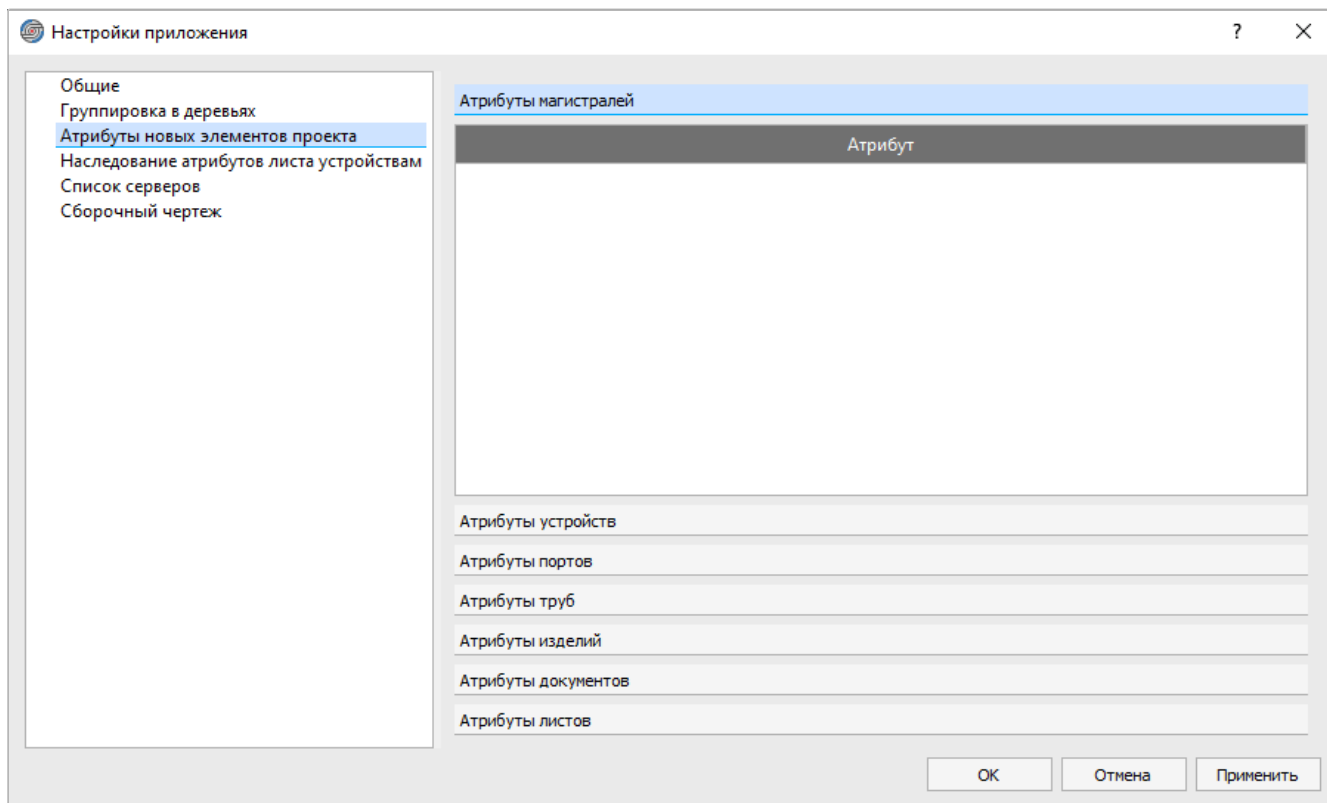 Настройки приложения
?
Общие
Группировка в деревьях
Атрибуты новых элементов проекта
Наследование атрибутов листа устройствам
Список серверов
Сборочный чертеж
Атрибуты магистралей
Атрибут
Атрибуты устройств
Атрибуты портов
Атрибуты труб
Атрибуты изделий
Атрибуты документов
Атрибуты листов
OK Отмена Применить